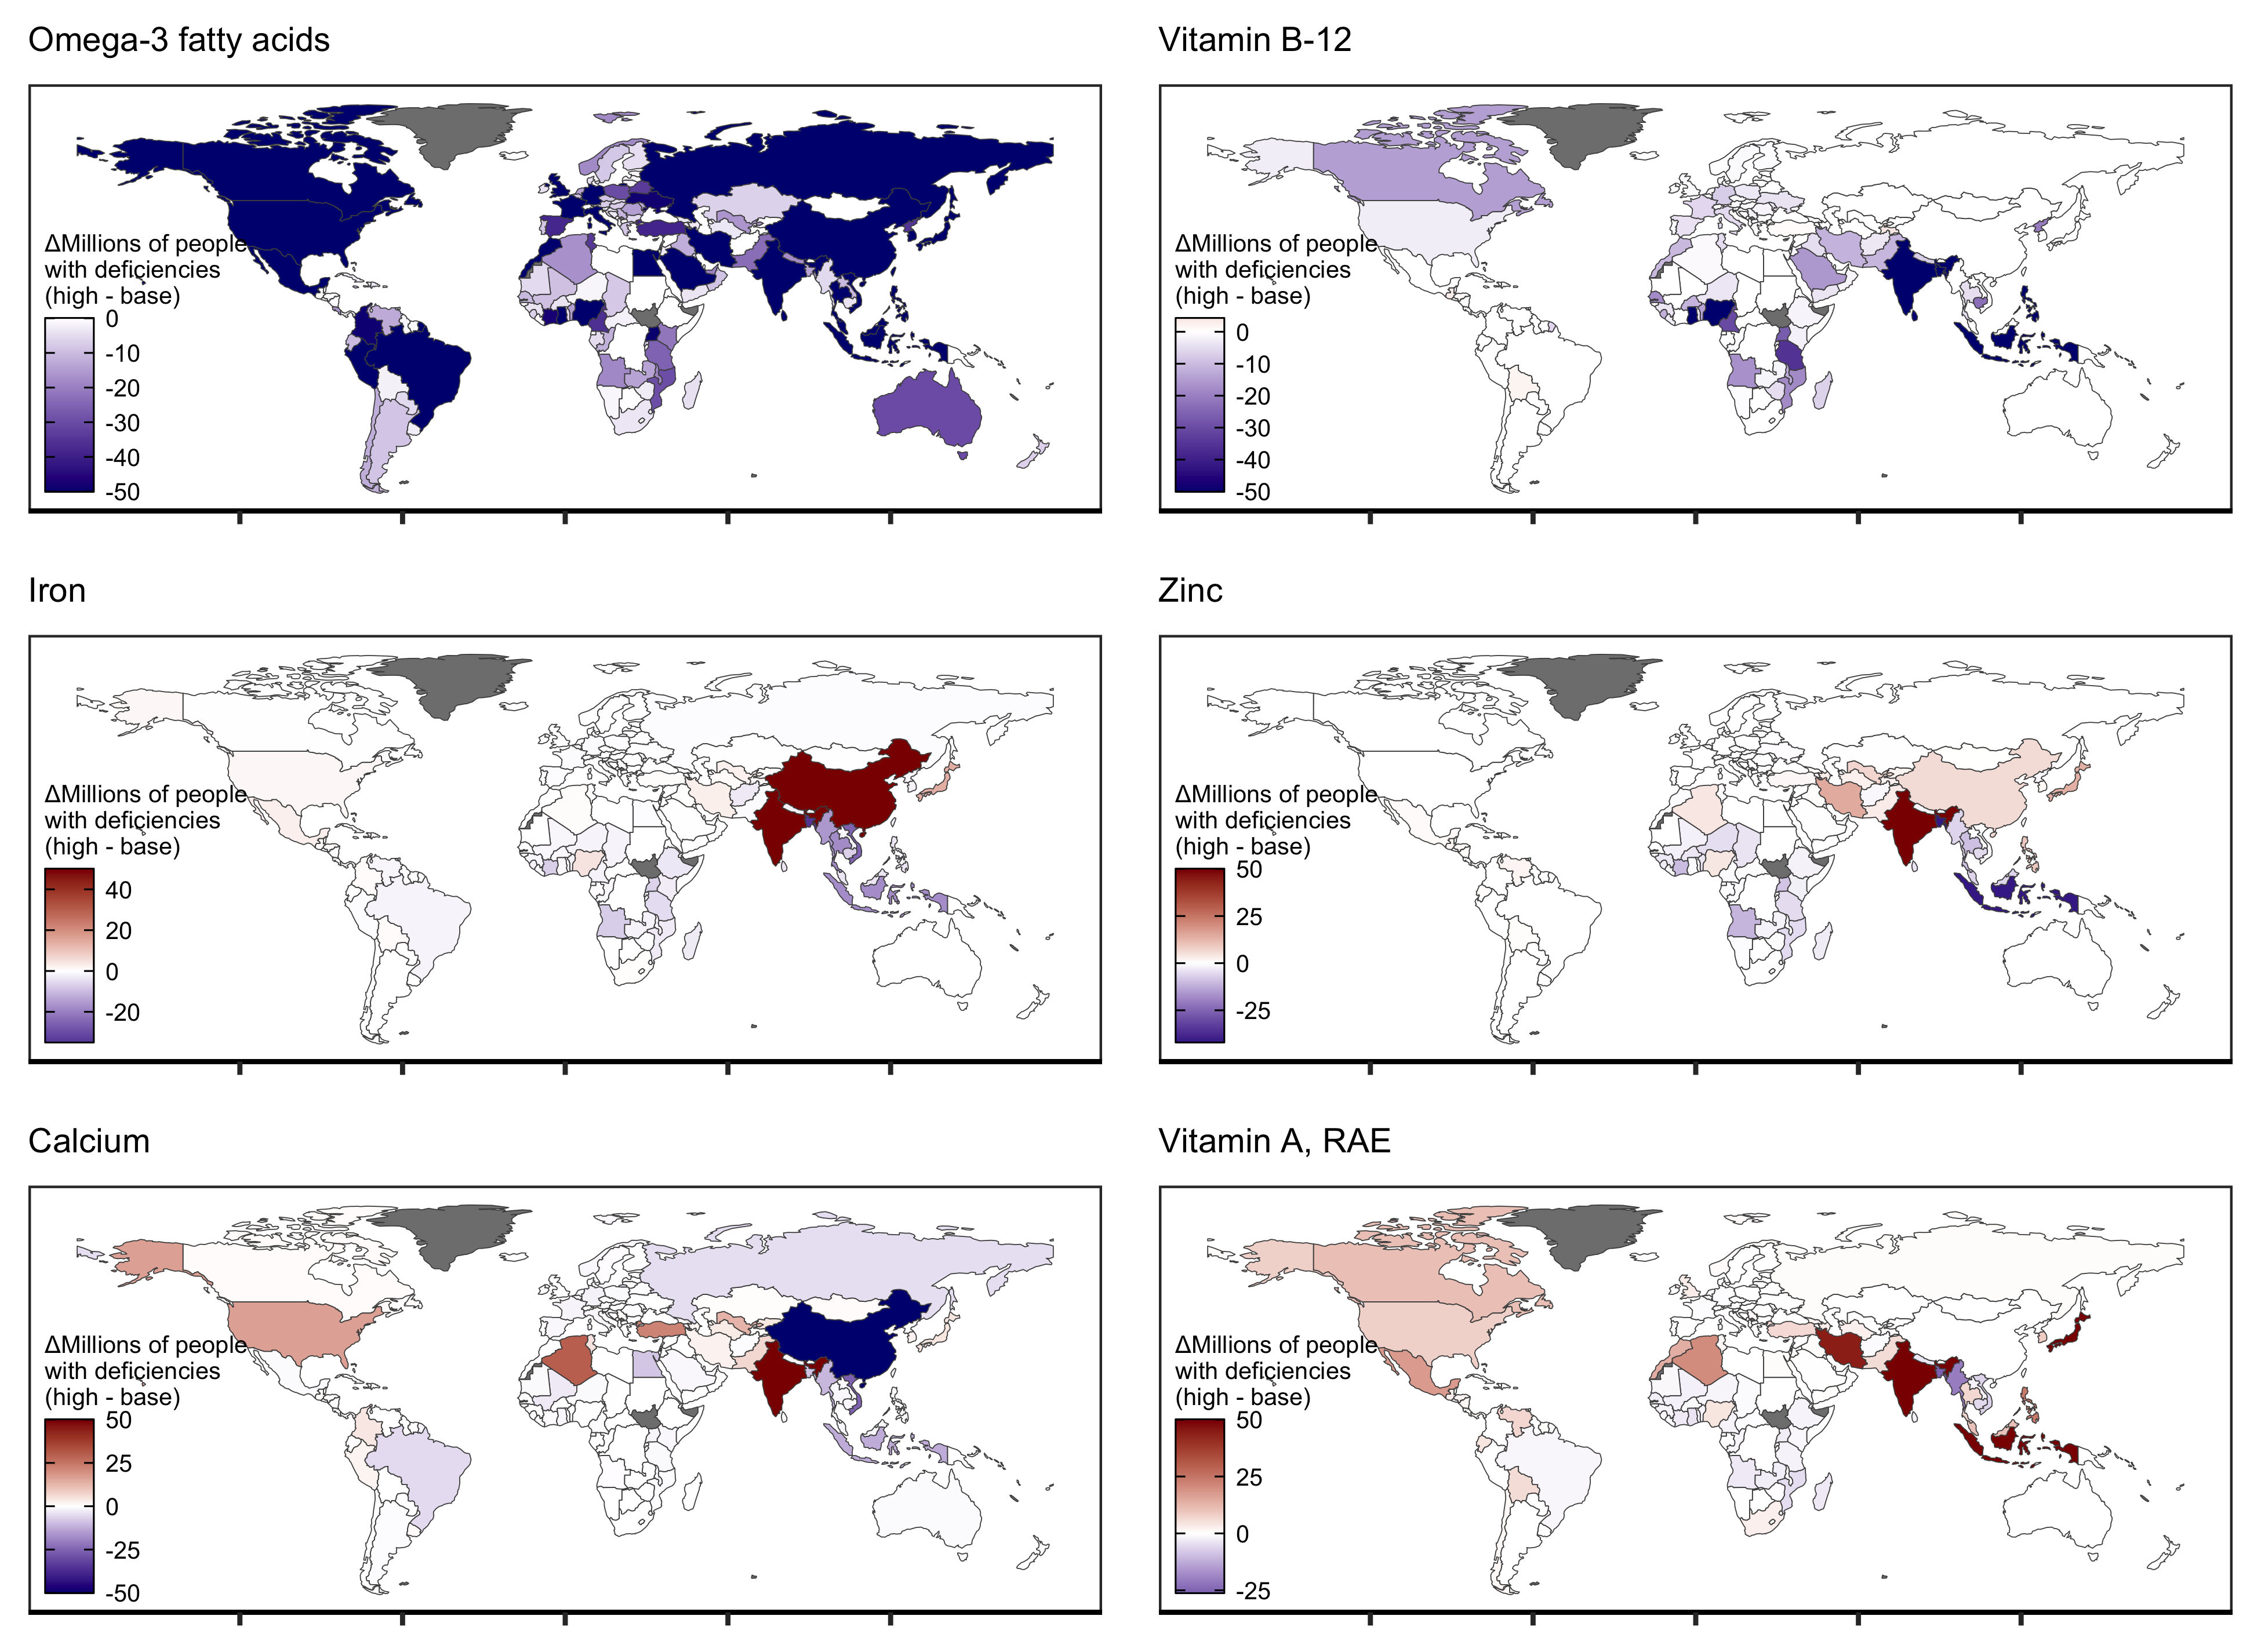 Omega-3 fatty acids
ΔMillions of people
with deficiencies
(high - base)
0
-10
-20
-30
-40
-50
Vitamin B-12
ΔMillions of people
with deficiencies
(high - base)
0
-10
-20
-30
-40
-50
Iron
ΔMillions of people
with deficiencies
(high - base)
40
20
0
-20
Zinc
ΔMillions of people
with deficiencies
(high - base)
50
25
0
-25
Calcium
ΔMillions of people
with deficiencies
(high - base)
50
25
0
-25
-50
Vitamin A, RAE
ΔMillions of people
with deficiencies
(high - base)
50
25
0
-25